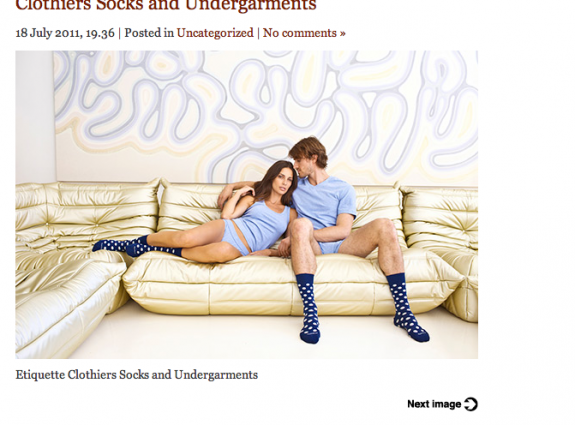 Clothiers Socks and Undergarments
18 July 2011, 19.36 | Posted in Uncategorized | No comments »
Etiquette Clothiers Socks and Undergarments
Next image